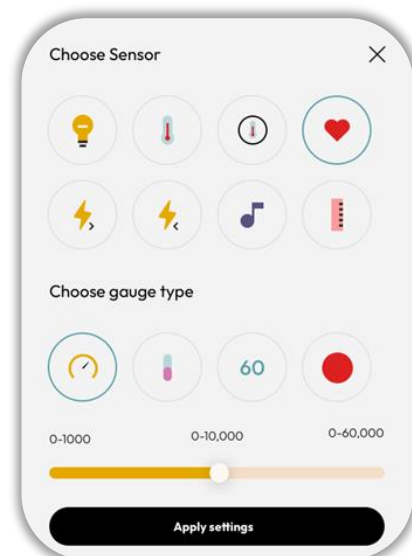 Choose Sensor
Choose gauge type
60
0-1000 0-10,000 0-60,000
Apply settings